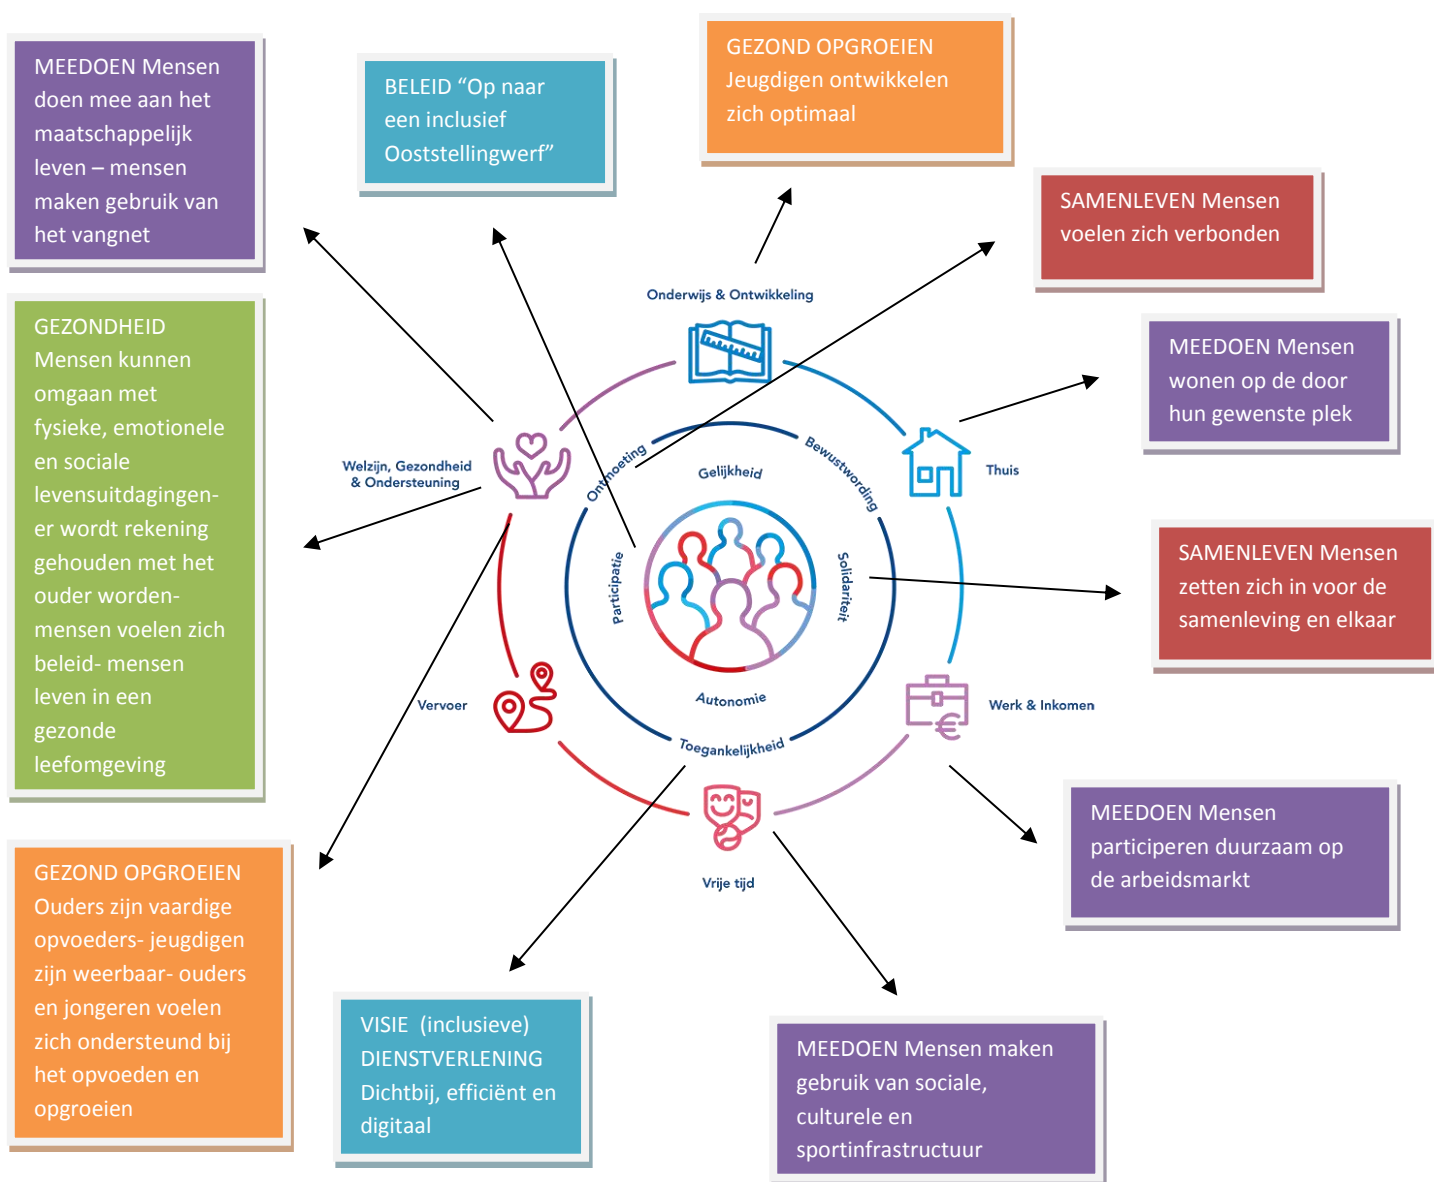 MEEDOEN Mensen
doen mee aan het
maatschappelijk
leven – mensen
maken gebruik van
het vangnet
BELEID “Op naar
een inclusief
Ooststellingwerf”
GEZOND OPGROEIEN
Jeugdigen ontwikkelen
zich optimaal
SAMENLEVEN Mensen
voelen zich verbonden
MEEDOEN Mensen
wonen op de door
hun gewenste plek
SAMENLEVEN Mensen
zetten zich in voor de
samenleving en elkaar
MEEDOEN Mensen
participeren duurzaam op
de arbeidsmarkt
MEEDOEN Mensen maken
gebruik van sociale,
culturele en
sportinfrastructuur
VISIE (inclusieve)
DIENSTVERLENING
Dichtbij, efficiënt en
digitaal
GEZOND OPGROEIEN
Ouders zijn vaardige
opvoeders- jeugdigen
zijn weerbaar- ouders
en jongeren voelen
zich ondersteund bij
het opvoeden en
opgroeien
GEZONDHEID
Mensen kunnen
omgaan met
fysieke, emotionele
en sociale
levensuitdagingen-
er wordt rekening
gehouden met het
ouder worden-
mensen voelen zich
beleid- mensen
leven in een
gezonde
leefomgeving
Onderwijs & Ontwikkeling
Thuis
Werk & Inkomen
Vrije tijd
Vervoer
Welzijn, Gezondheid
& Ondersteuning
Ontmoeting
Bewustwording
Toegankelijkheid
Gelijkheid
Solidariteit
Autonomie
Participatie